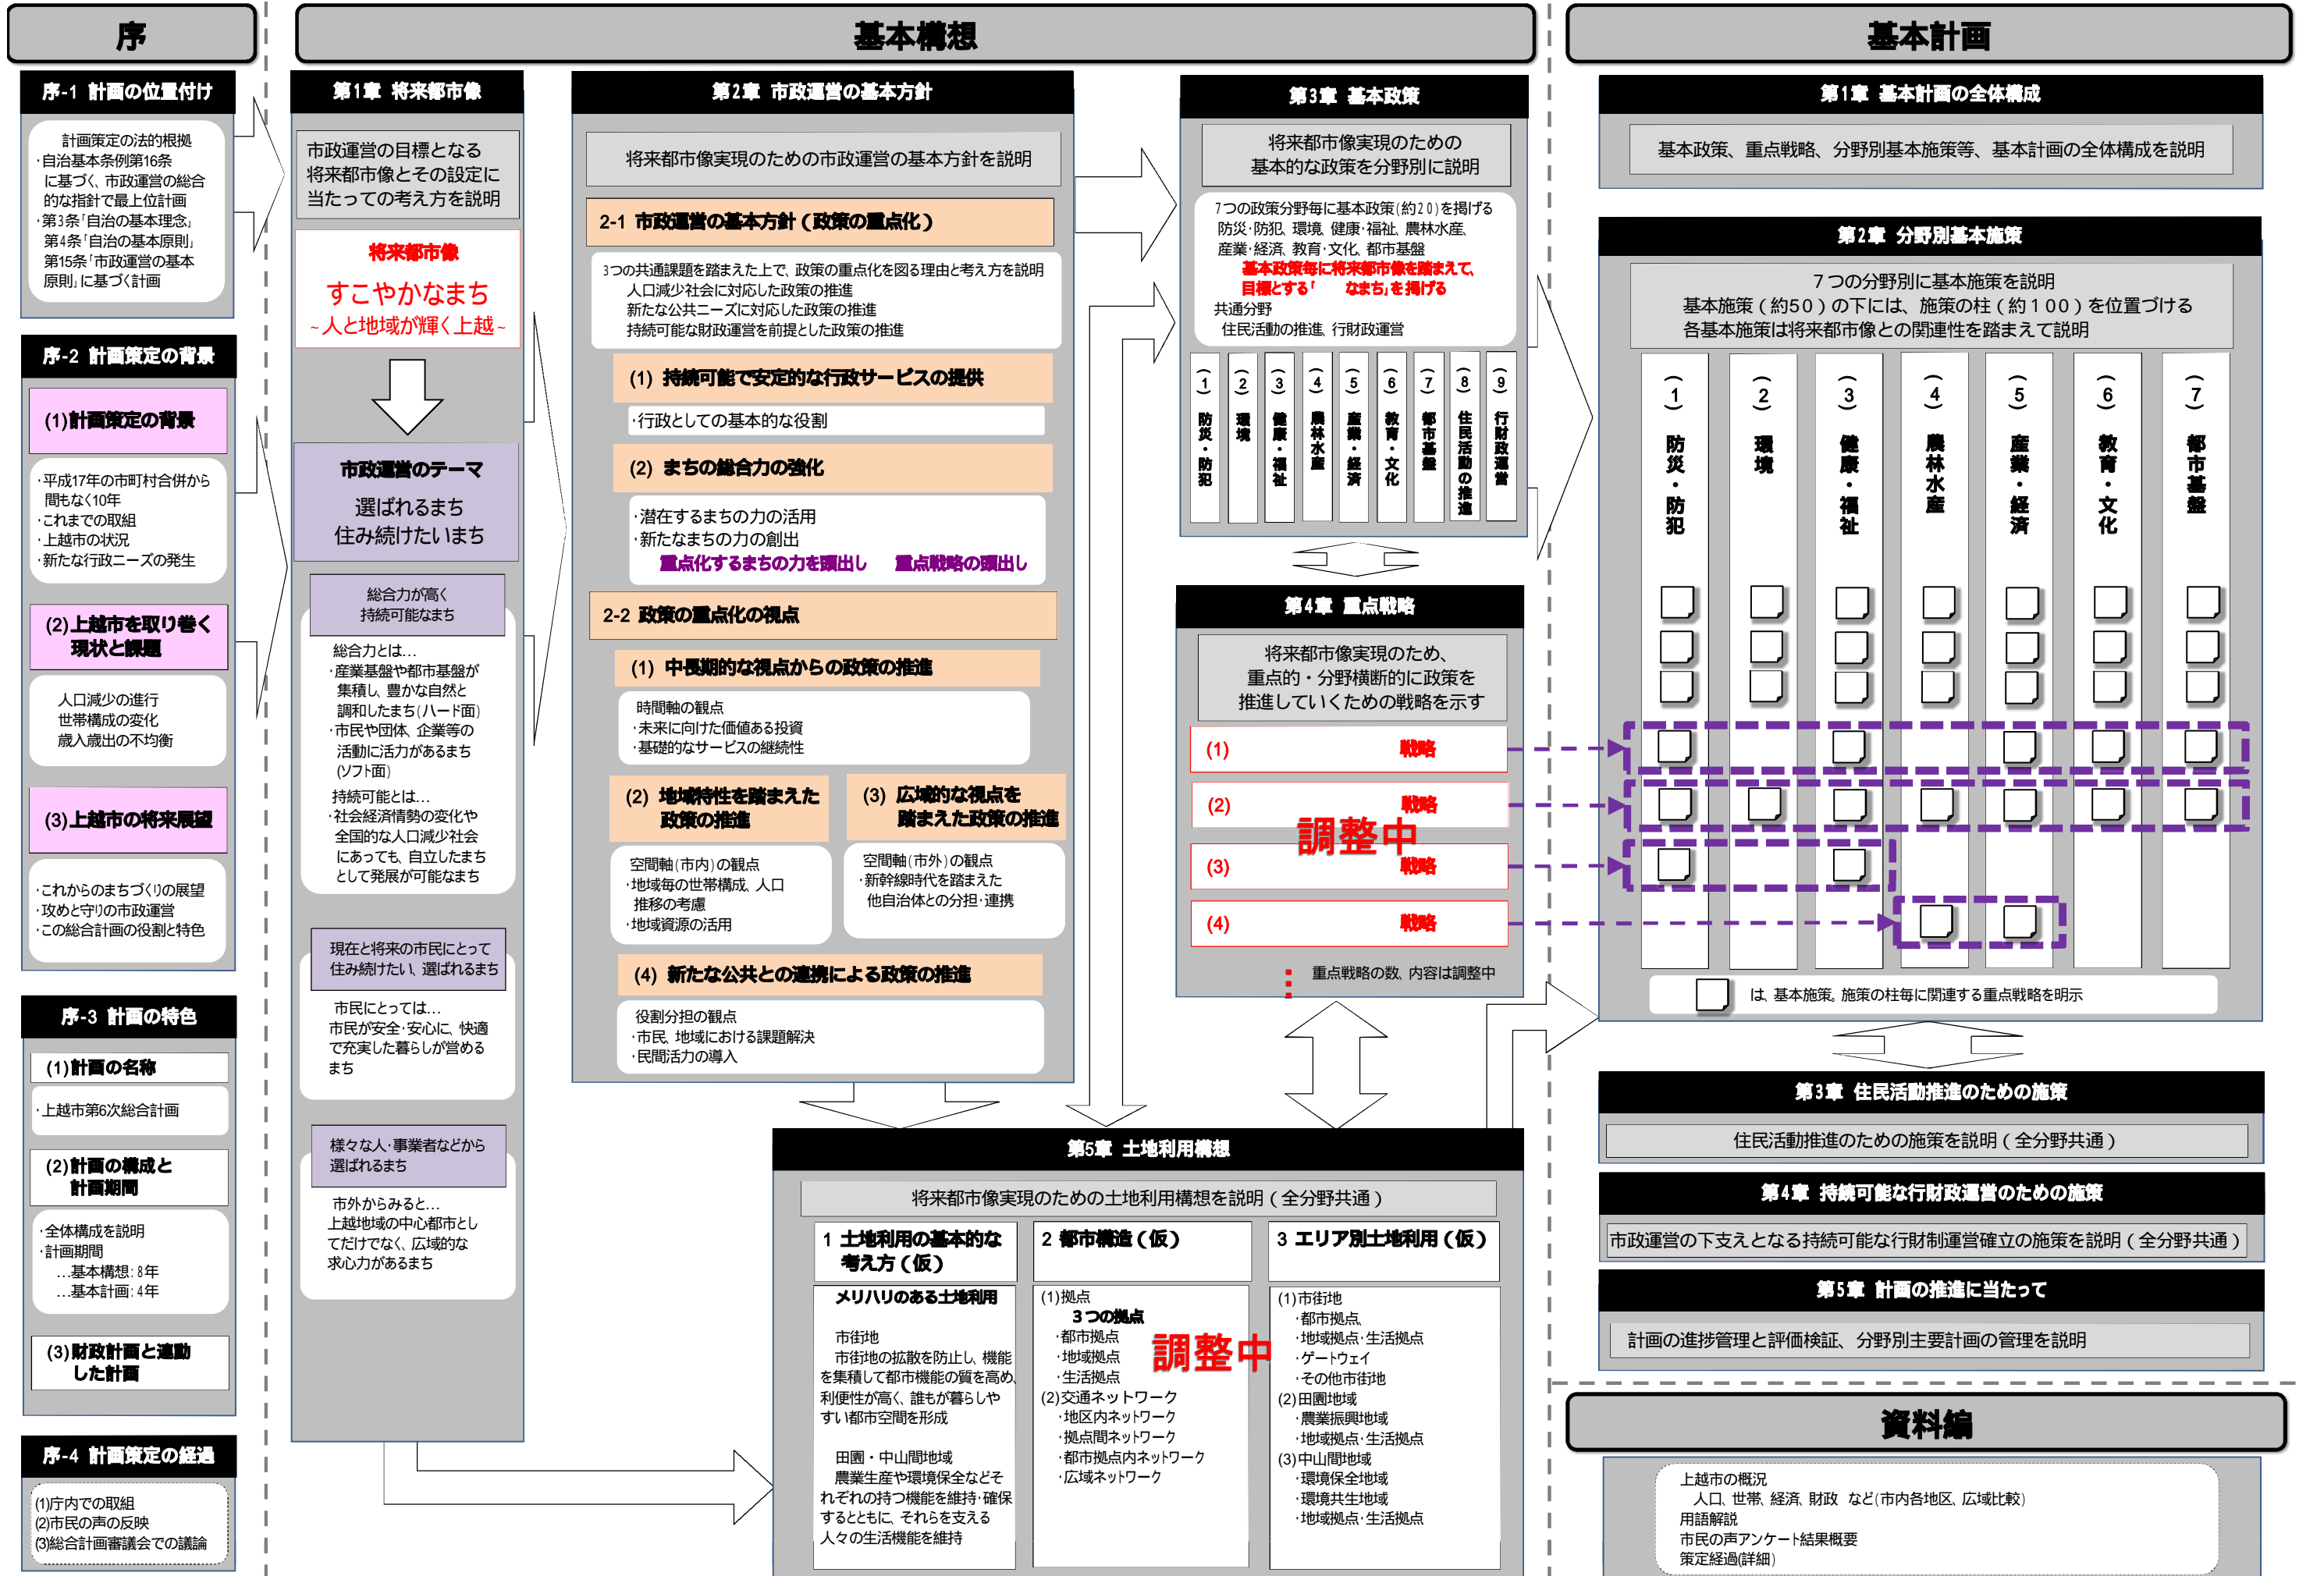 序
序-1 計画の位置付け
計画策定の法的根拠
・自治基本条例第16条
に基づく、市政運営の総合
的な指針で最上位計画
・第3条「自治の基本理念」
第4条「自治の基本原則」
第15条「市政運営の基本
原則」に基づく計画
序-2 計画策定の背景
(1)計画策定の背景
・平成17年の市町村合併から
間もなく10年
・これまでの取組
・上越市の状況
・新たな行政ニーズの発生
(2)上越市を取り巻く
現状と課題
人口減少の進行
世帯構成の変化
歳入歳出の不均衡
(3)上越市の将来展望
・これからのまちづくりの展望
・攻めと守りの市政運営
・この総合計画の役割と特色
序-3 計画の特色
(1)計画の名称
・上越市第6次総合計画
(2)計画の構成と
計画期間
・全体構成を説明
・計画期間
…基本構想：8年
…基本計画：4年
(3)財政計画と連動
した計画
序-4 計画策定の経過
(1)庁内での取組
(2)市民の声の反映
(3)総合計画審議会での議論
基本構想
第1章 将来都市像
市政運営の目標となる
将来都市像とその設定に
当たっての考え方を説明
将来都市像
すこやかなまち
~人と地域が輝く上越~
市政運営のテーマ
選ばれるまち
住み続けたいまち
総合力が高く
持続可能なまち
総合力とは…
・産業基盤や都市基盤が
集積し、豊かな自然と
調和したまち(ハード面)
・市民や団体、企業等の
活動に活力があるまち
(ソフト面)
持続可能とは…
・社会経済情勢の変化や
全国的な人口減少社会
にあっても、自立したまち
として発展が可能なまち
現在と将来の市民にとって
住み続けたい、選ばれるまち
市民にとっては…
市民が安全・安心に、快適
で充実した暮らしが営める
まち
様々な人・事業者などから
選ばれるまち
市外からみると…
上越地域の中心都市とし
てだけでなく、広域的な
求心力があるまち
第2章 市政運営の基本方針
将来都市像実現のための市政運営の基本方針を説明
2-1 市政運営の基本方針（政策の重点化）
3つの共通課題を踏まえた上で、政策の重点化を図る理由と考え方を説明
人口減少社会に対応した政策の推進
新たな公共ニーズに対応した政策の推進
持続可能な財政運営を前提とした政策の推進
(1) 持続可能で安定的な行政サービスの提供
・行政としての基本的な役割
(2) まちの総合力の強化
・潜在するまちの力の活用
・新たなまちの力の創出
重点化するまちの力を頭出し 重点戦略の頭出し
2-2 政策の重点化の視点
(1) 中長期的な視点からの政策の推進
時間軸の観点
・未来に向けた価値ある投資
・基礎的なサービスの継続性
(2) 地域特性を踏まえた
政策の推進
空間軸(市内)の観点
・地域毎の世帯構成、人口
推移の考慮
・地域資源の活用
(3) 広域的な視点を
踏まえた政策の推進
空間軸(市外)の観点
・新幹線時代を踏まえた
他自治体との分担・連携
(4) 新たな公共との連携による政策の推進
役割分担の観点
・市民、地域における課題解決
・民間活力の導入
第3章 基本政策
将来都市像実現のための
基本的な政策を分野別に説明
7つの政策分野毎に基本政策(約20)を掲げる
防災・防犯、環境、健康・福祉、農林水産、
産業・経済、教育・文化、都市基盤
基本政策毎に将来都市像を踏まえて、
目標とする「　　なまち」を掲げる
共通分野
住民活動の推進、行財政運営
(1) 防災・防犯
(2) 環境
(3) 健康・福祉
(4) 農林水産
(5) 産業・経済
(6) 教育・文化
(7) 都市基盤
(8) 住民活動の推進
(9) 行財政運営
第4章 重点戦略
将来都市像実現のため、
重点的・分野横断的に政策を
推進していくための戦略を示す
(1) 戦略
(2) 戦略
調整中
(3) 戦略
(4) 戦略
重点戦略の数、内容は調整中
第5章 土地利用構想
将来都市像実現のための土地利用構想を説明（全分野共通）
1 土地利用の基本的な
考え方（仮）
メリハリのある土地利用
市街地
市街地の拡散を防止し、機能
を集積して都市機能の質を高め、
利便性が高く、誰もが暮らしや
すい都市空間を形成
田園・中山間地域
農業生産や環境保全などそ
れぞれの持つ機能を維持・確保
するとともに、それらを支える
人々の生活機能を維持
2 都市構造（仮）
(1)拠点
3つの拠点
・都市拠点
・地域拠点
・生活拠点
(2)交通ネットワーク
・地区内ネットワーク
・拠点間ネットワーク
・都市拠点内ネットワーク
・広域ネットワーク
調整中
3 エリア別土地利用（仮）
(1)市街地
・都市拠点、
・地域拠点・生活拠点
・ゲートウェイ
・その他市街地
(2)田園地域
・農業振興地域
・地域拠点・生活拠点
(3)中山間地域
・環境保全地域
・環境共生地域
・地域拠点・生活拠点
基本計画
第1章 基本計画の全体構成
基本政策、重点戦略、分野別基本施策等、基本計画の全体構成を説明
第2章 分野別基本施策
7つの分野別に基本施策を説明
基本施策（約50）の下には、施策の柱（約100）を位置づける
各基本施策は将来都市像との関連性を踏まえて説明
(1) 防災・防犯
(2) 環境
(3) 健康・福祉
(4) 農林水産
(5) 産業・経済
(6) 教育・文化
(7) 都市基盤
は、基本施策。施策の柱毎に関連する重点戦略を明示
第3章 住民活動推進のための施策
住民活動推進のための施策を説明（全分野共通）
第4章 持続可能な行財政運営のための施策
市政運営の下支えとなる持続可能な行財制運営確立の施策を説明（全分野共通）
第5章 計画の推進に当たって
計画の進捗管理と評価検証、分野別主要計画の管理を説明
資料編
上越市の概況
人口、世帯、経済、財政 など(市内各地区、広域比較)
用語解説
市民の声アンケート結果概要
策定経過(詳細)